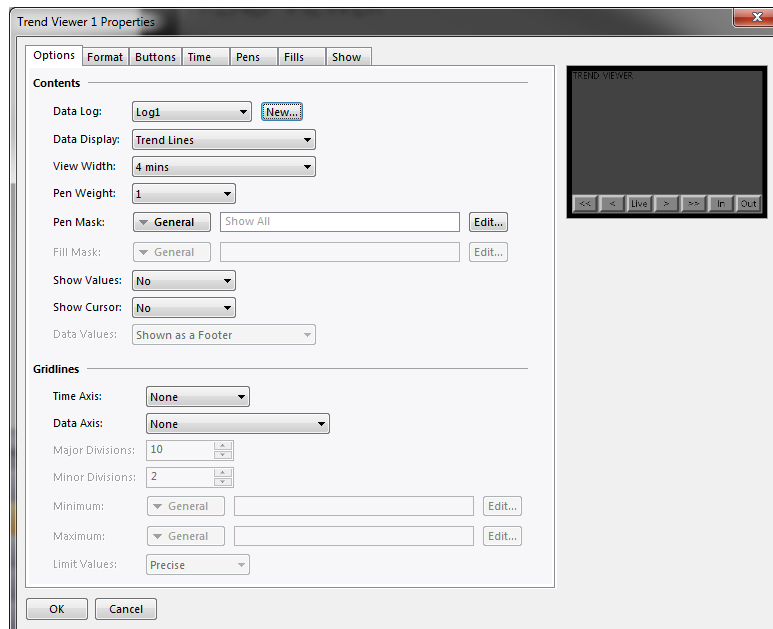 Trend Viewer 1 Properties
Options Format Buttons Time Pens Fills Show
Contents
Data Log: Log1 New...
Data Display: Trend Lines
View Width: 4 mins
Pen Weight: 1
Pen Mask: General Show All Edit...
Fill Mask: General Edit...
Show Values: No
Show Cursor: No
Data Values: Shown as a Footer
Gridlines
Time Axis: None
Data Axis: None
Major Divisions: 10
Minor Divisions: 2
Minimum: General Edit...
Maximum: General Edit...
Limit Values: Precise
OK Cancel
TREND VIEWER
<< < Live > >> In Out